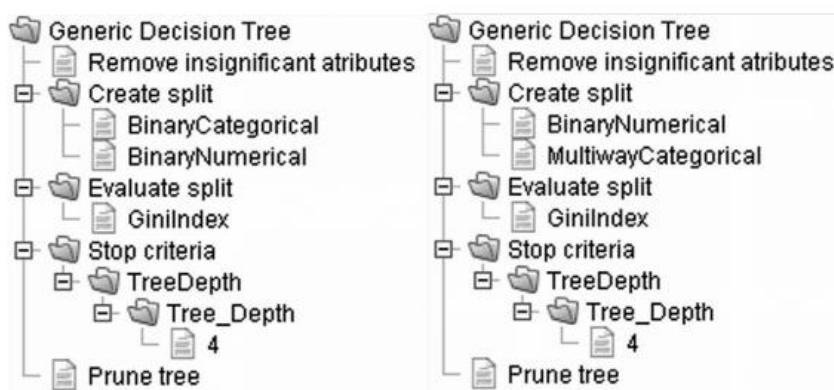 Generic Decision Tree
Remove insignificant atributes
Create split
BinaryCategorical
BinaryNumerical
Evaluate split
GiniIndex
Stop criteria
TreeDepth
Tree_Depth
4
Prune tree
Generic Decision Tree
Remove insignificant atributes
Create split
BinaryNumerical
MultiwayCategorical
Evaluate split
GiniIndex
Stop criteria
TreeDepth
Tree_Depth
4
Prune tree